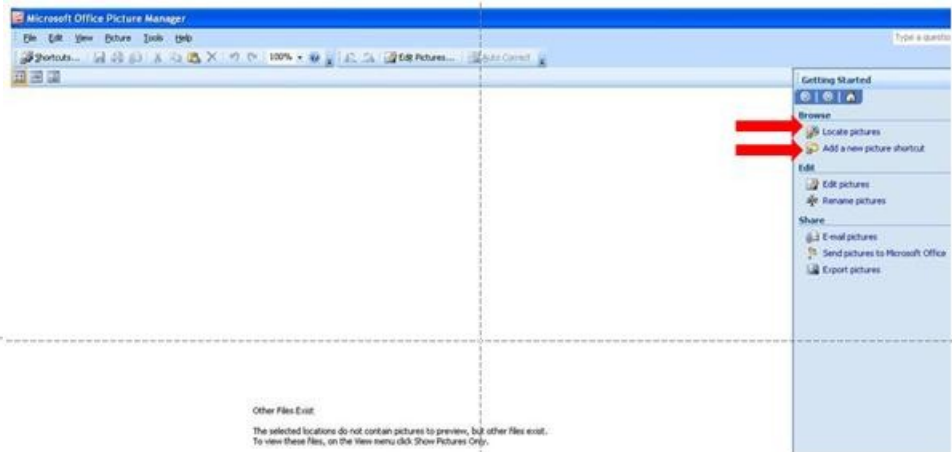 Microsoft Office Picture Manager
File Edit View Picture Tools Help
Type a questio
Shortcuts... 100% Edit Pictures... Auto Correct
Getting Started
Browse
Locate pictures
Add a new picture shortcut
Edit
Edit pictures
Rename pictures
Share
E-mail pictures
Send pictures to Microsoft Office
Export pictures
Other Files Exist
The selected locations do not contain pictures to preview, but other files exist.
To view these files, on the View menu click Show Pictures Only.